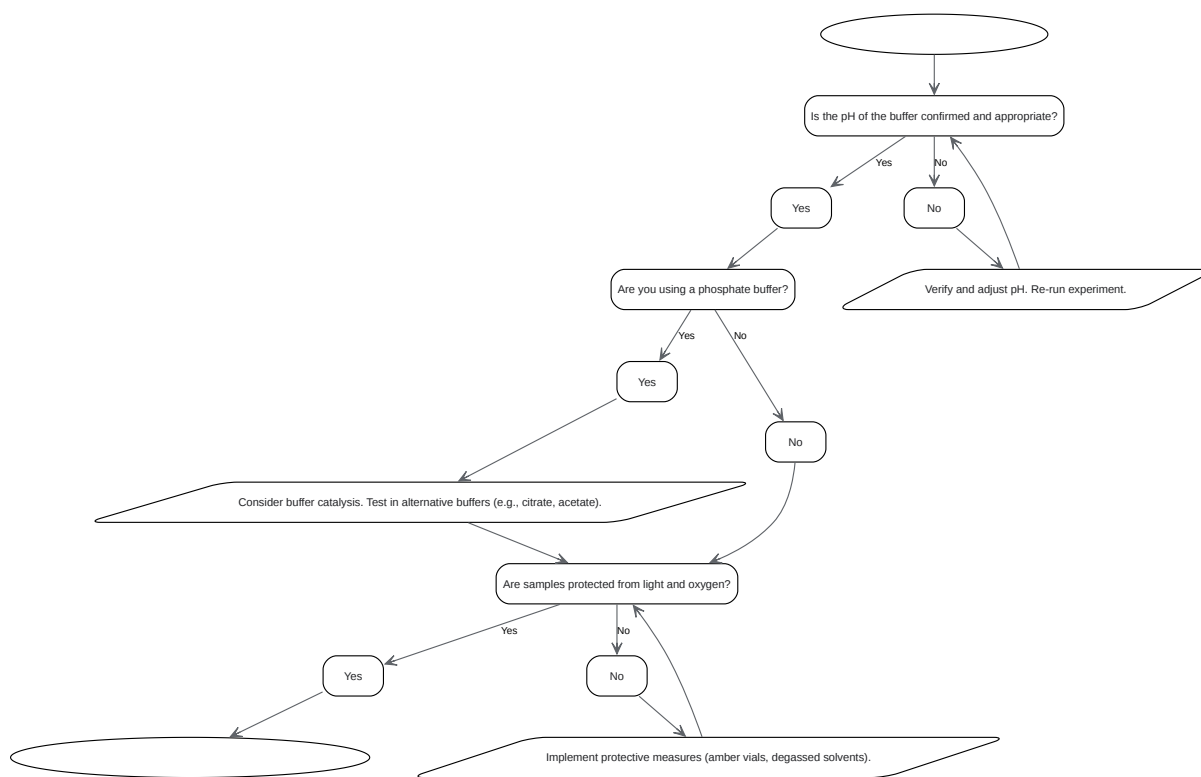 Is the pH of the buffer confirmed and appropriate?
Yes
No
Yes
No
Are you using a phosphate buffer?
Verify and adjust pH. Re-run experiment.
Yes
No
Yes
No
Consider buffer catalysis. Test in alternative buffers (e.g., citrate, acetate).
Are samples protected from light and oxygen?
Yes
No
Yes
No
Implement protective measures (amber vials, degassed solvents).